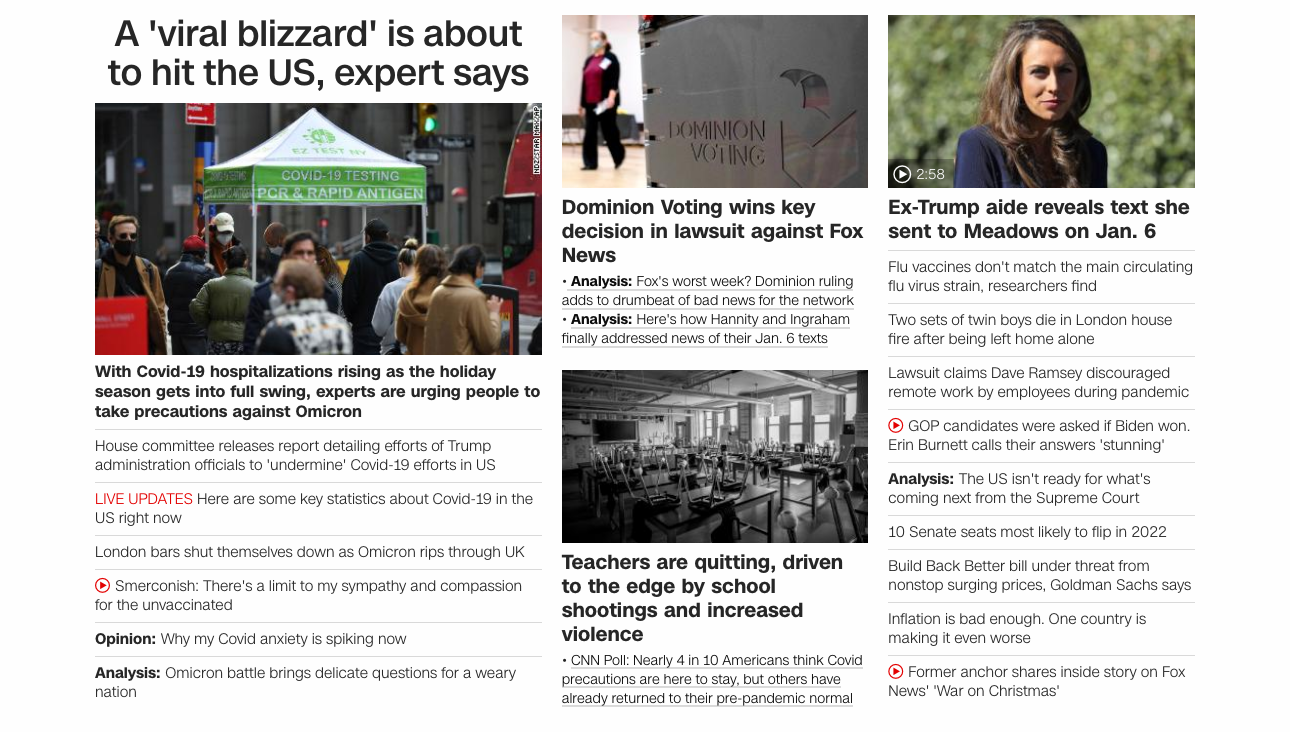 A 'viral blizzard' is about
to hit the US, expert says
EZ TEST NY
COVID-19 TESTING
PCR & RAPID ANTIGEN
With Covid-19 hospitalizations rising as the holiday
season gets into full swing, experts are urging people to
take precautions against Omicron
House committee releases report detailing efforts of Trump
administration officials to 'undermine' Covid-19 efforts in US
LIVE UPDATES Here are some key statistics about Covid-19 in the
US right now
London bars shut themselves down as Omicron rips through UK
Smerconish: There's a limit to my sympathy and compassion
for the unvaccinated
Opinion: Why my Covid anxiety is spiking now
Analysis: Omicron battle brings delicate questions for a weary
nation
DOMINION
VOTING
Dominion Voting wins key
decision in lawsuit against Fox
News
• Analysis: Fox's worst week? Dominion ruling
adds to drumbeat of bad news for the network
• Analysis: Here's how Hannity and Ingraham
finally addressed news of their Jan. 6 texts
Teachers are quitting, driven
to the edge by school
shootings and increased
violence
• CNN Poll: Nearly 4 in 10 Americans think Covid
precautions are here to stay, but others have
already returned to their pre-pandemic normal
2:58
Ex-Trump aide reveals text she
sent to Meadows on Jan. 6
Flu vaccines don't match the main circulating
flu virus strain, researchers find
Two sets of twin boys die in London house
fire after being left home alone
Lawsuit claims Dave Ramsey discouraged
remote work by employees during pandemic
GOP candidates were asked if Biden won.
Erin Burnett calls their answers 'stunning'
Analysis: The US isn't ready for what's
coming next from the Supreme Court
10 Senate seats most likely to flip in 2022
Build Back Better bill under threat from
nonstop surging prices, Goldman Sachs says
Inflation is bad enough. One country is
making it even worse
Former anchor shares inside story on Fox
News' 'War on Christmas'